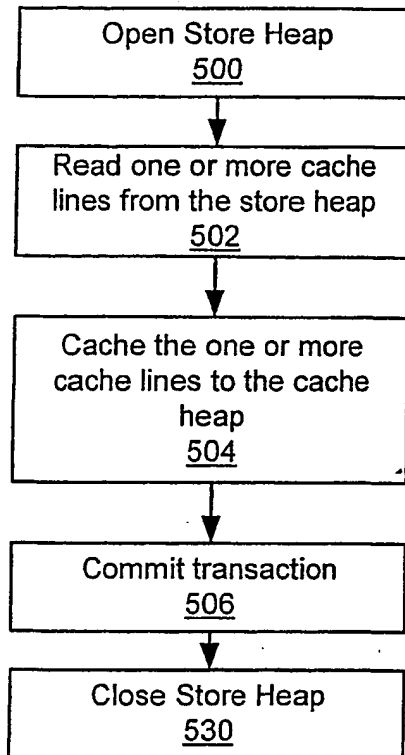 Open Store Heap
500
Read one or more cache
lines from the store heap
502
Cache the one or more
cache lines to the cache
heap
504
Commit transaction
506
Close Store Heap
530